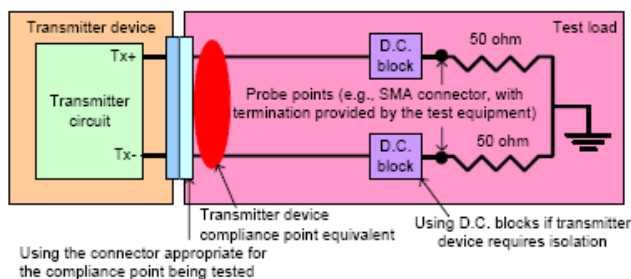 Transmitter device
Test load
Tx+
Transmitter
circuit
Tx-
D.C.
block
50 ohm
Probe points (e.g., SMA connector, with
termination provided by the test equipment)
D.C.
block
50 ohm
Transmitter device
compliance point equivalent
Using D.C. blocks if transmitter
device requires isolation
Using the connector appropriate for
the compliance point being tested